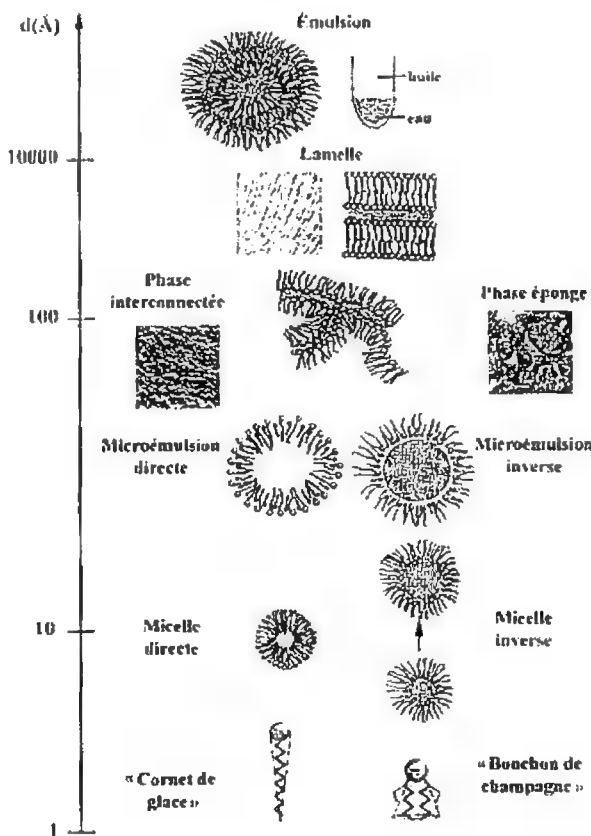 d(Å)
Émulsion
huile
eau
10000
Lamelle
Phase
interconnectée
100
Phase éponge
Microémulsion
directe
Microémulsion
inverse
10
Micelle
directe
Micelle
inverse
« Cornet de
glace »
« Bouchon de
champagne »
1